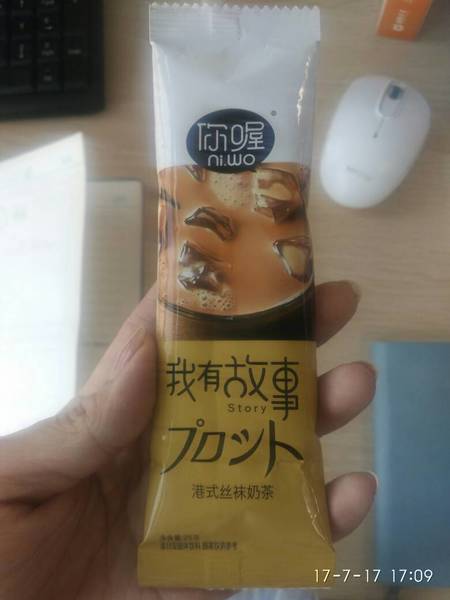 你喔
ni.wo
我有故事
Story
プロット
港式丝袜奶茶
17-7-17 17:09